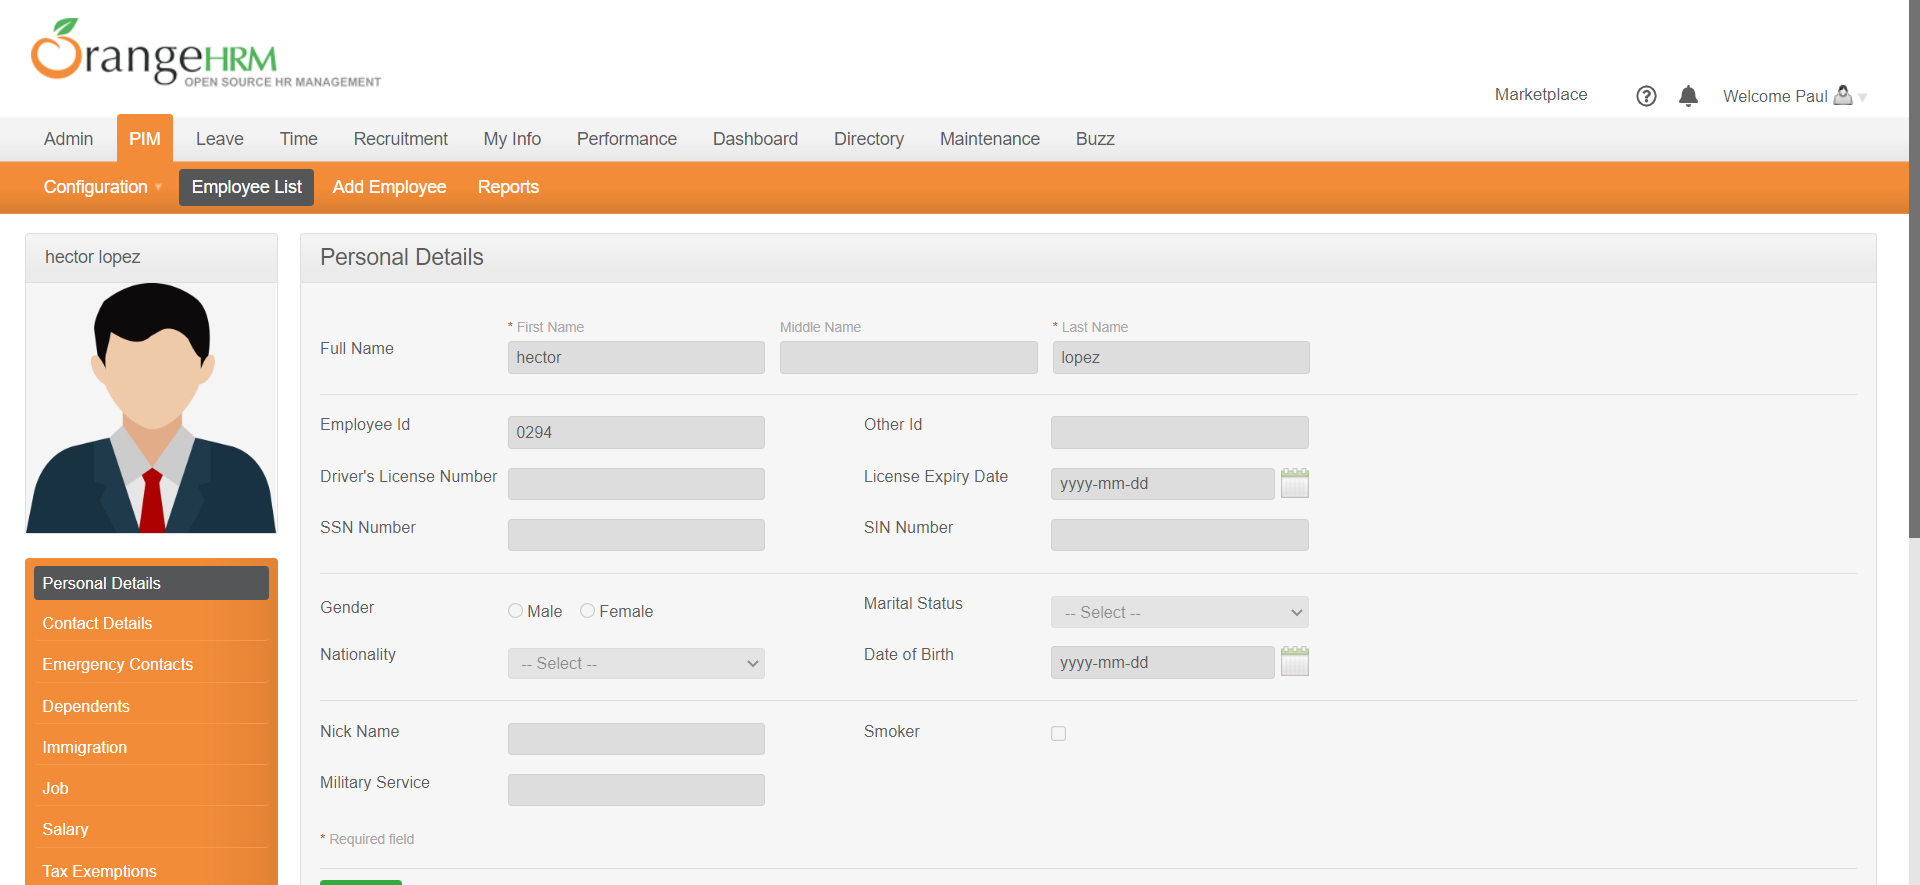 OrangeHRM
OPEN SOURCE HR MANAGEMENT
Marketplace ? Welcome Paul
Admin PIM Leave Time Recruitment My Info Performance Dashboard Directory Maintenance Buzz
Configuration Employee List Add Employee Reports
hector lopez
Personal Details
* First Name Middle Name * Last Name
Full Name hector lopez
Employee Id 0294 Other Id
Driver's License Number License Expiry Date yyyy-mm-dd
SSN Number SIN Number
Gender Male Female Marital Status -- Select --
Nationality -- Select -- Date of Birth yyyy-mm-dd
Nick Name Smoker
Military Service
* Required field
Personal Details
Contact Details
Emergency Contacts
Dependents
Immigration
Job
Salary
Tax Exemptions